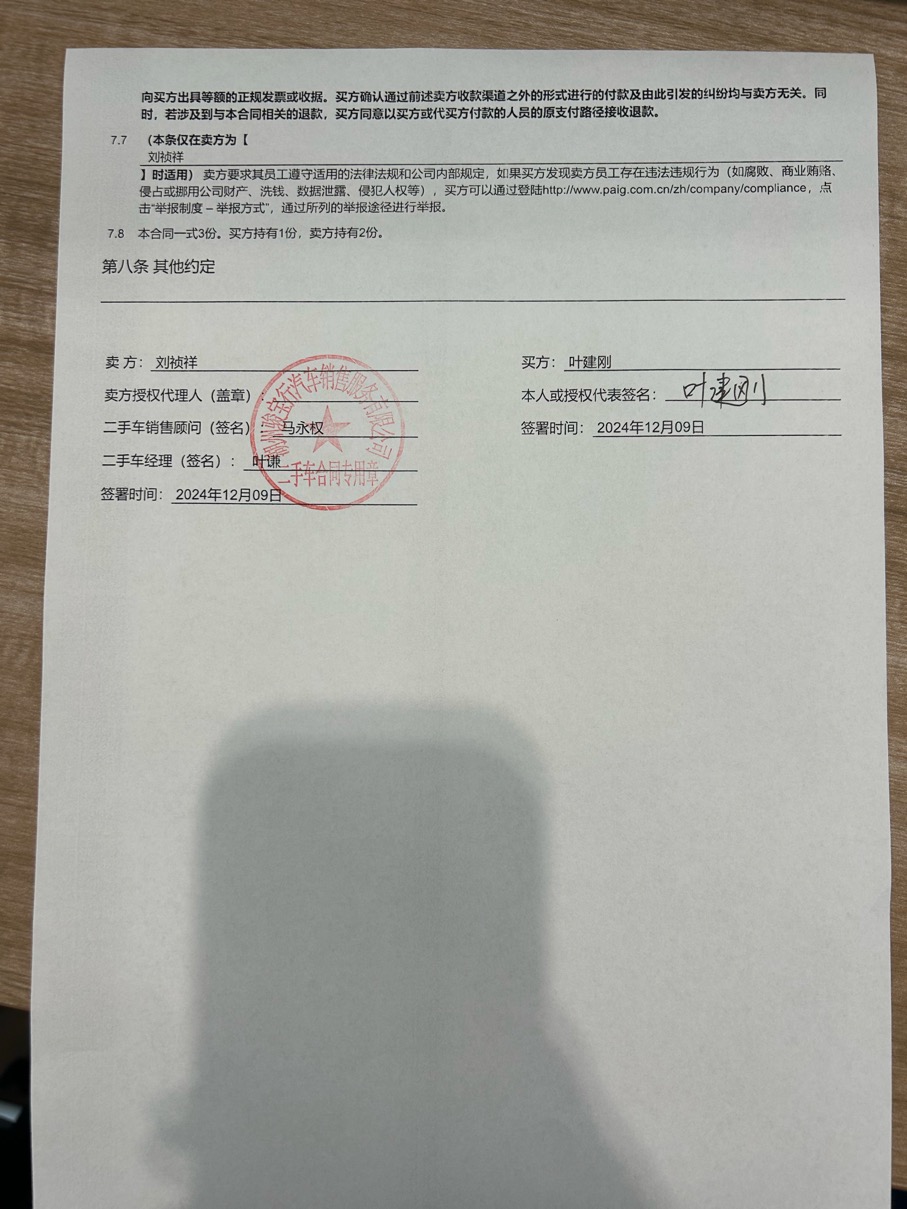 向买方出具等额的正规发票或收据。买方确认通过前述卖方收款渠道之外的形式进行的付款及由此引发的纠纷均与卖方无关。同
时，若涉及到与本合同相关的退款，买方同意以买方或代买方付款的人员的原支付路径接收退款。
7.7 （本条仅在卖方为【
刘祯祥
】时适用）卖方要求其员工遵守适用的法律法规和公司内部规定，如果买方发现卖方员工存在违法违规行为（如腐败、商业贿赂、
侵占或挪用公司财产、洗钱、数据泄露、侵犯人权等），买方可以通过登陆http://www.paig.com.cn/zh/company/compliance，点
击“举报制度 – 举报方式”，通过所列的举报途径进行举报。
7.8 本合同一式3份。买方持有1份，卖方持有2份。
第八条 其他约定
卖 方： 刘祯祥
买方： 叶建刚
卖方授权代理人（盖章）：
本人或授权代表签名： 叶建刚
二手车销售顾问（签名）： 马永权
签署时间： 2024年12月09日
二手车经理（签名）： 叶谦
签署时间： 2024年12月09日
州骏宝行汽车销售服务有限公司
二手车合同专用章